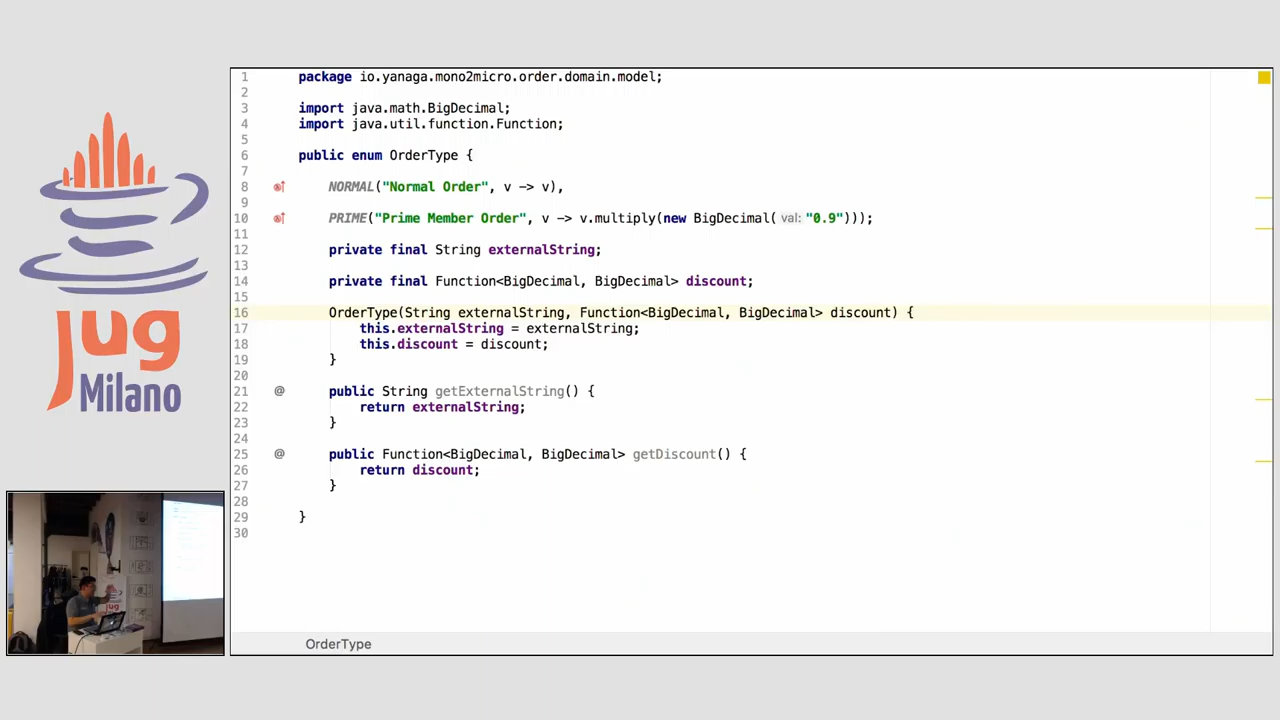 jug
Milano
1 package io.yanaga.mono2micro.order.domain.model;
2
3 import java.math.BigDecimal;
4 import java.util.function.Function;
5
6 public enum OrderType {
7
8 NORMAL("Normal Order", v -> v),
9
10 PRIME("Prime Member Order", v -> v.multiply(new BigDecimal( val: "0.9")));
11
12 private final String externalString;
13
14 private final Function<BigDecimal, BigDecimal> discount;
15
16 OrderType(String externalString, Function<BigDecimal, BigDecimal> discount) {
17 this.externalString = externalString;
18 this.discount = discount;
19 }
20
21 @ public String getExternalString() {
22 return externalString;
23 }
24
25 @ public Function<BigDecimal, BigDecimal> getDiscount() {
26 return discount;
27 }
28
29 }
30
OrderType
jug